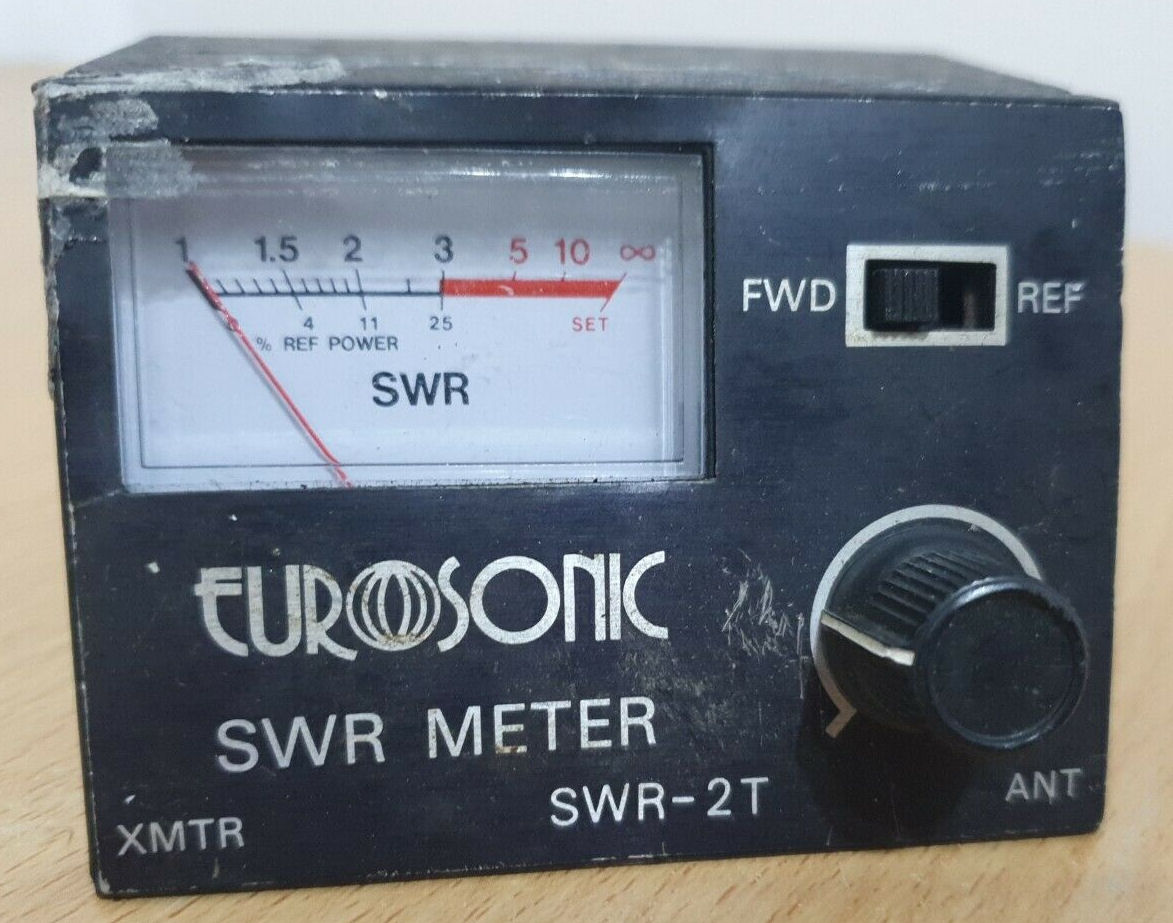 1 1.5 2 3 5 10 ∞
0 4 11 25 SET
% REF POWER
SWR
FWD REF
EUROSONIC
SWR METER
SWR-2T
XMTR
ANT